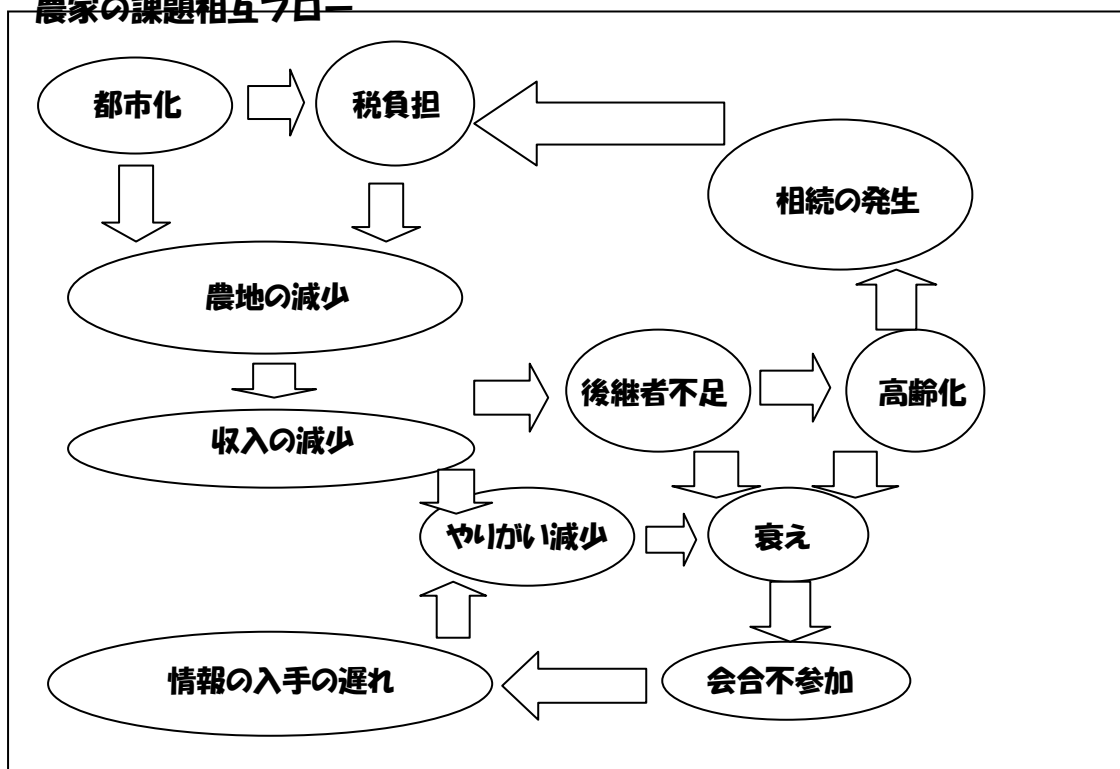 農家の課題相互フロー
都市化
税負担
相続の発生
農地の減少
後継者不足
高齢化
収入の減少
やりがい減少
衰え
情報の入手の遅れ
会合不参加